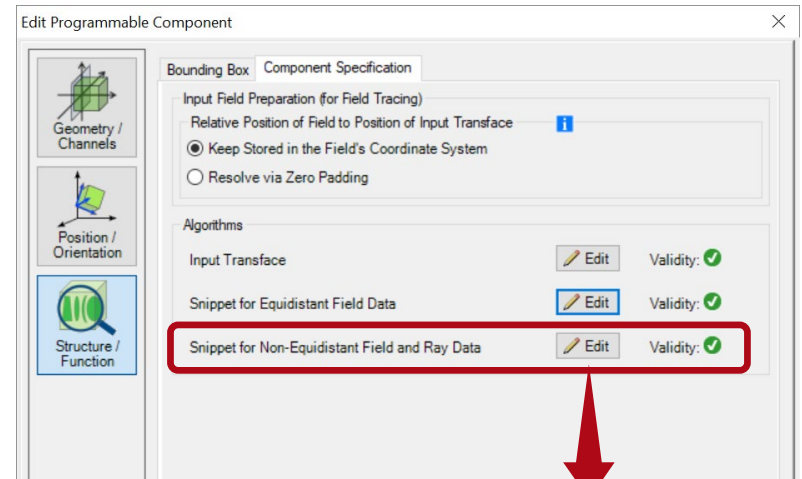 Edit Programmable Component
Geometry /
Channels
Position /
Orientation
Structure /
Function
Bounding Box
Component Specification
Input Field Preparation (for Field Tracing)
Relative Position of Field to Position of Input Transface
i
Keep Stored in the Field's Coordinate System
Resolve via Zero Padding
Algorithms
Input Transface Edit Validity:
Snippet for Equidistant Field Data Edit Validity:
Snippet for Non-Equidistant Field and Ray Data Edit Validity: